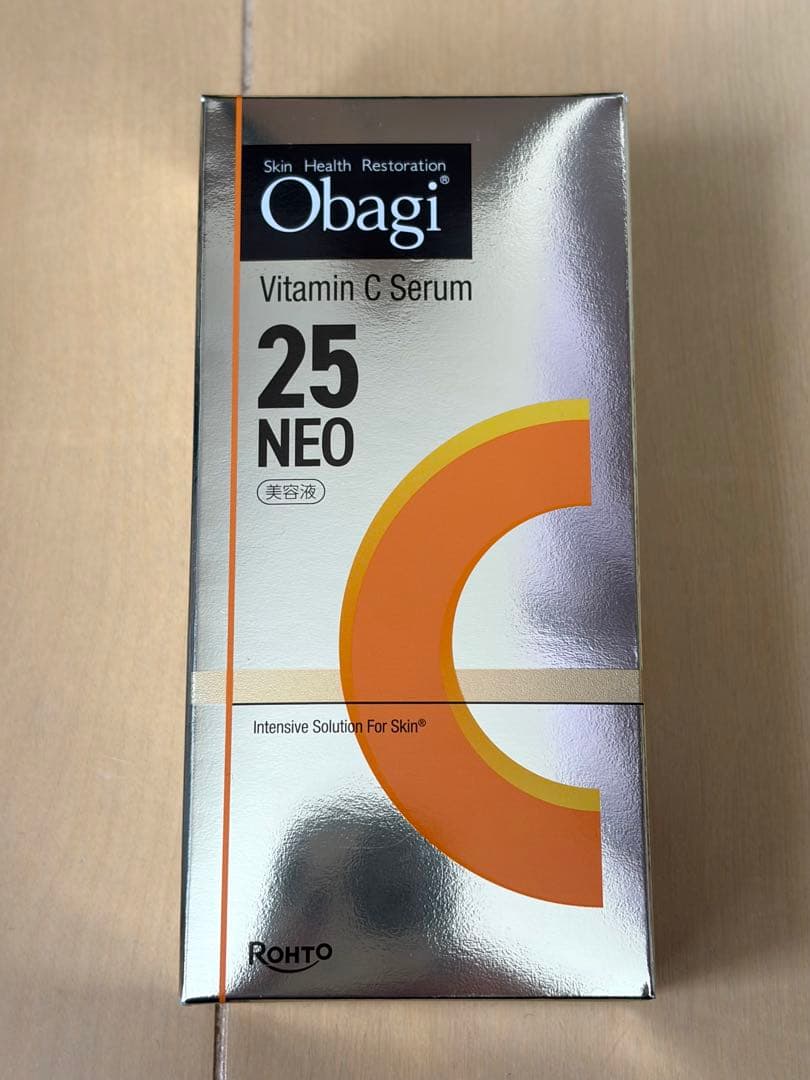 Skin Health Restoration
Obagi®
Vitamin C Serum
25
NEO
美容液
Intensive Solution For Skin®
ROHTO